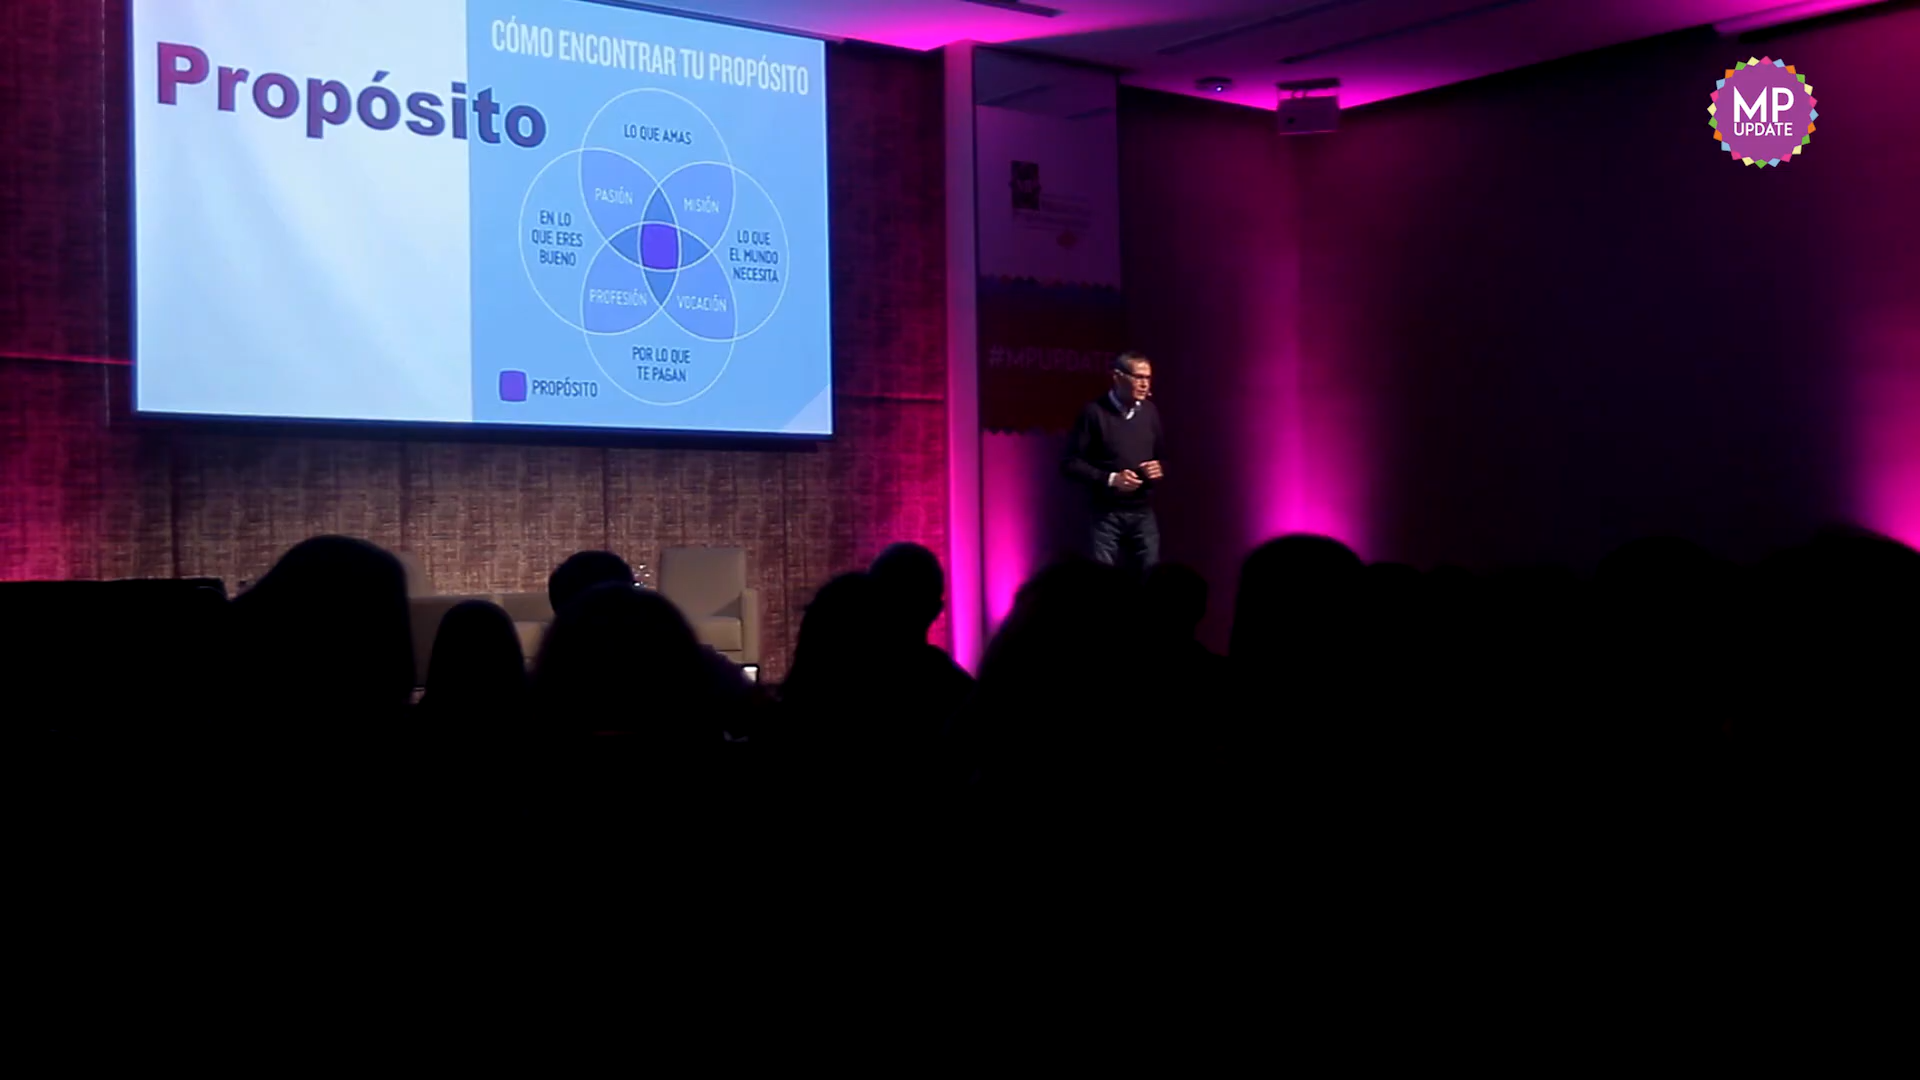 Propósito
CÓMO ENCONTRAR TU PROPÓSITO
LO QUE AMAS
PASIÓN
MISIÓN
EN LO
QUE ERES
BUENO
LO QUE
EL MUNDO
NECESITA
PROFESIÓN
VOCACIÓN
POR LO QUE
TE PAGAN
PROPÓSITO
#MPUPDATE
MP
UPDATE